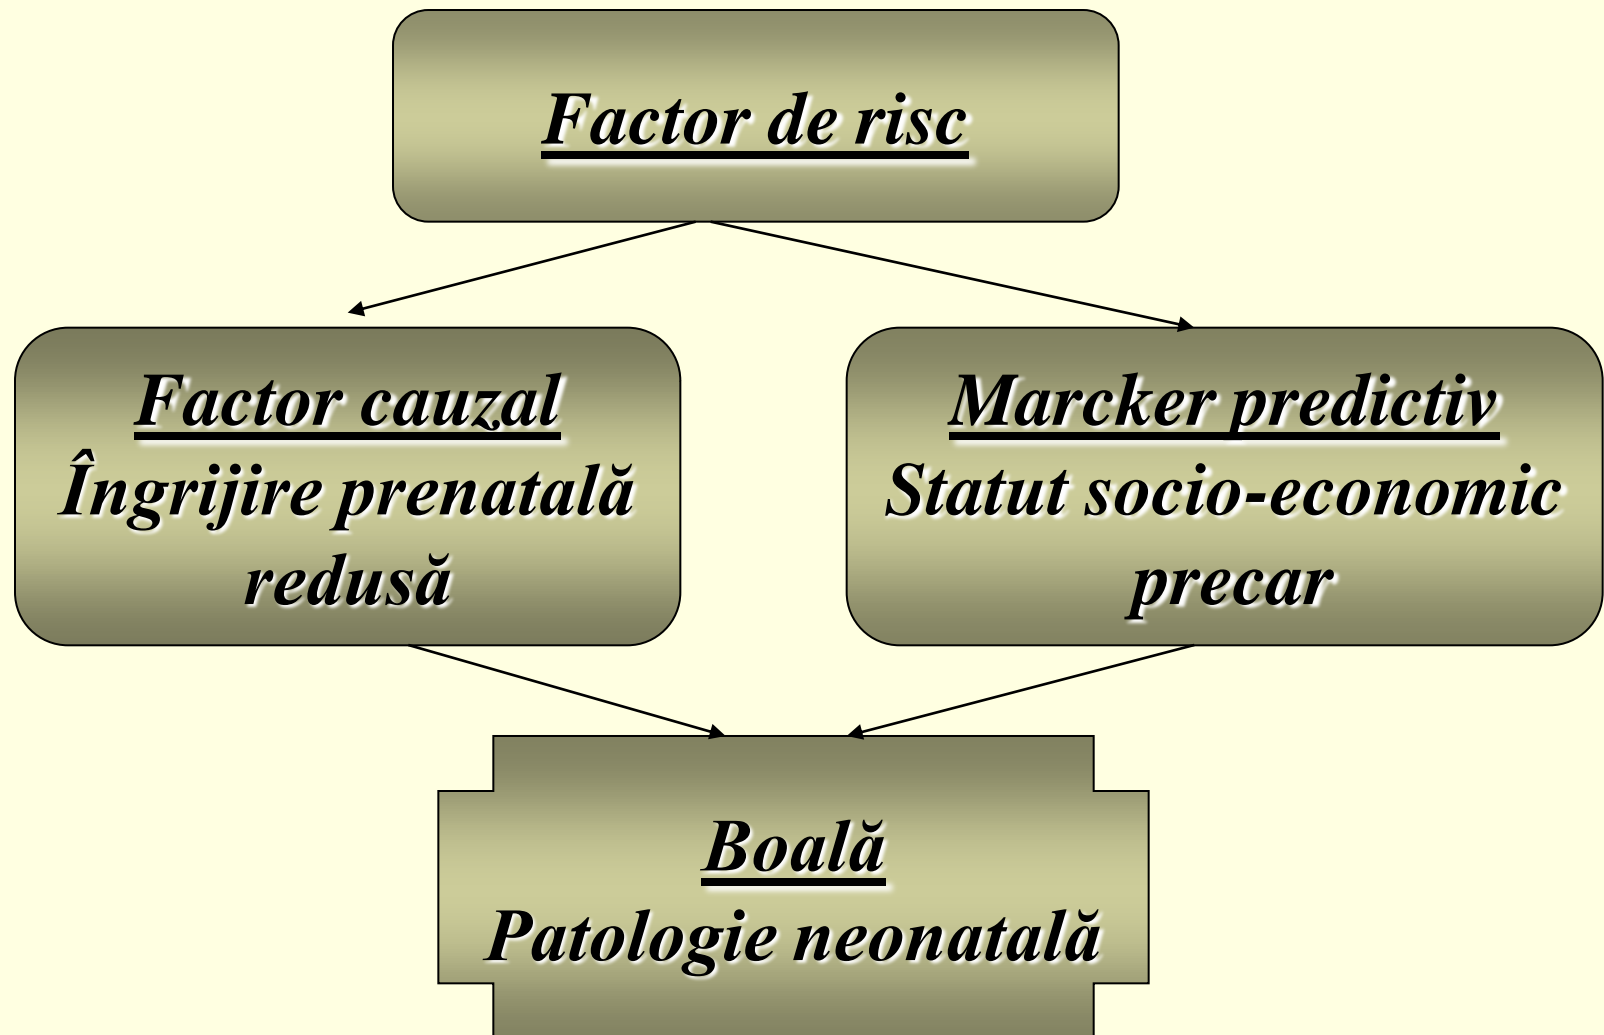 Factor de risc
Factor cauzal
Îngrijire prenatală
redusă
Marcker predictiv
Statut socio-economic
precar
Boală
Patologie neonatală